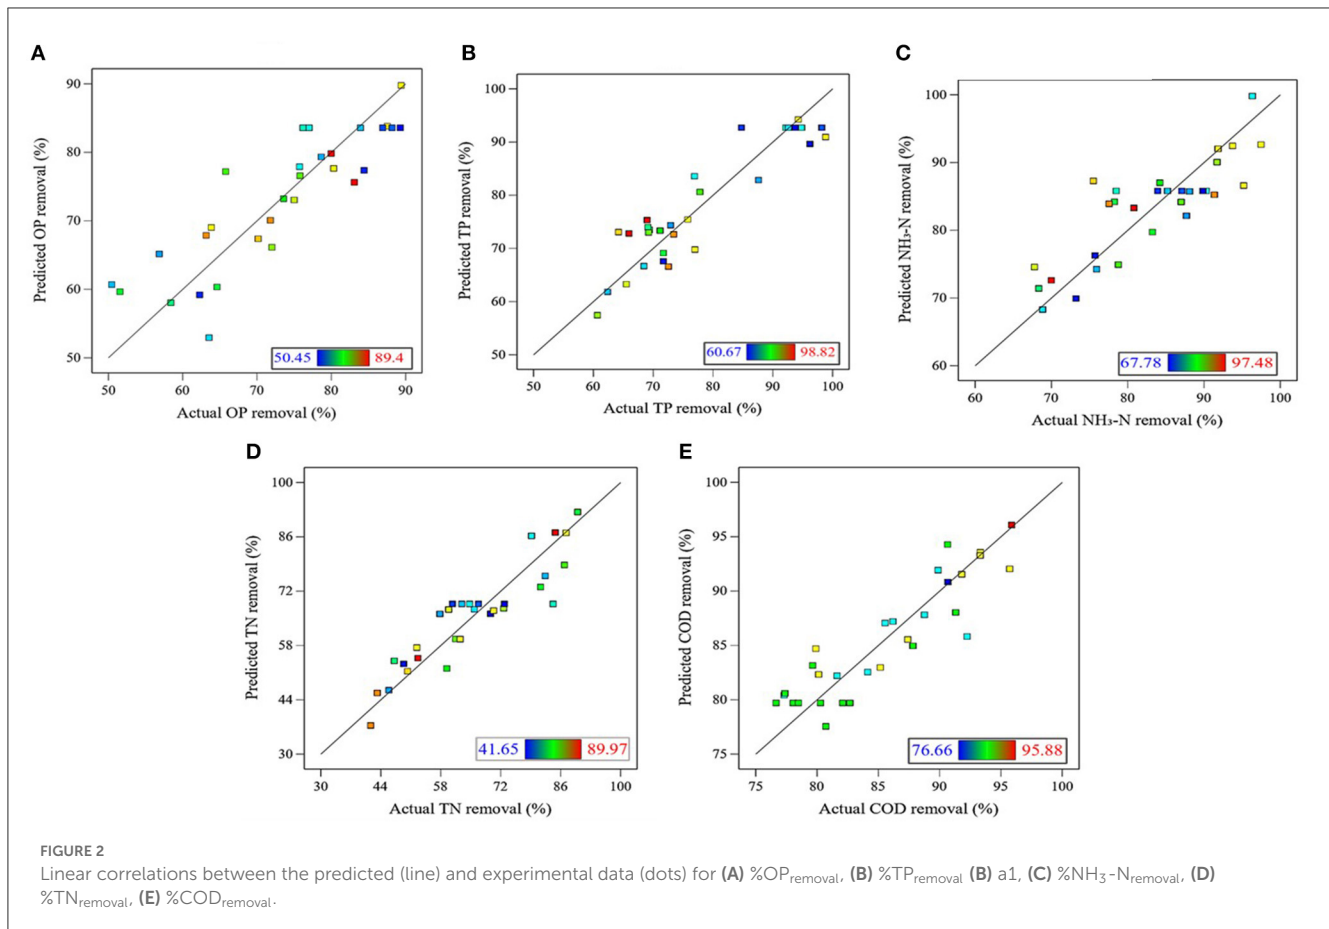 A
Predicted OP removal (%)
90
80
70
60
50
50.45 89.4
50 60 70 80 90
Actual OP removal (%)
B
Predicted TP removal (%)
100
90
80
70
60
50
60.67 98.82
50 60 70 80 90 100
Actual TP removal (%)
C
Predicted NH₃-N removal (%)
100
90
80
70
60
67.78 97.48
60 70 80 90 100
Actual NH₃-N removal (%)
D
Predicted TN removal (%)
100
86
72
58
44
30
41.65 89.97
30 44 58 72 86 100
Actual TN removal (%)
E
Predicted COD removal (%)
100
95
90
85
80
75
76.66 95.88
75 80 85 90 95 100
Actual COD removal (%)
FIGURE 2
Linear correlations between the predicted (line) and experimental data (dots) for (A) %OPremoval, (B) %TPremoval (B) a1, (C) %NH₃-Nremoval, (D)
%TNremoval, (E) %CODremoval.